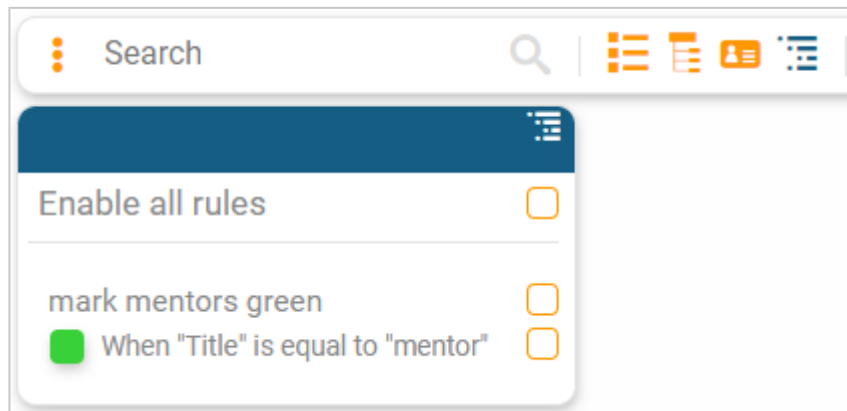 Search
Enable all rules
mark mentors green
When "Title" is equal to "mentor"